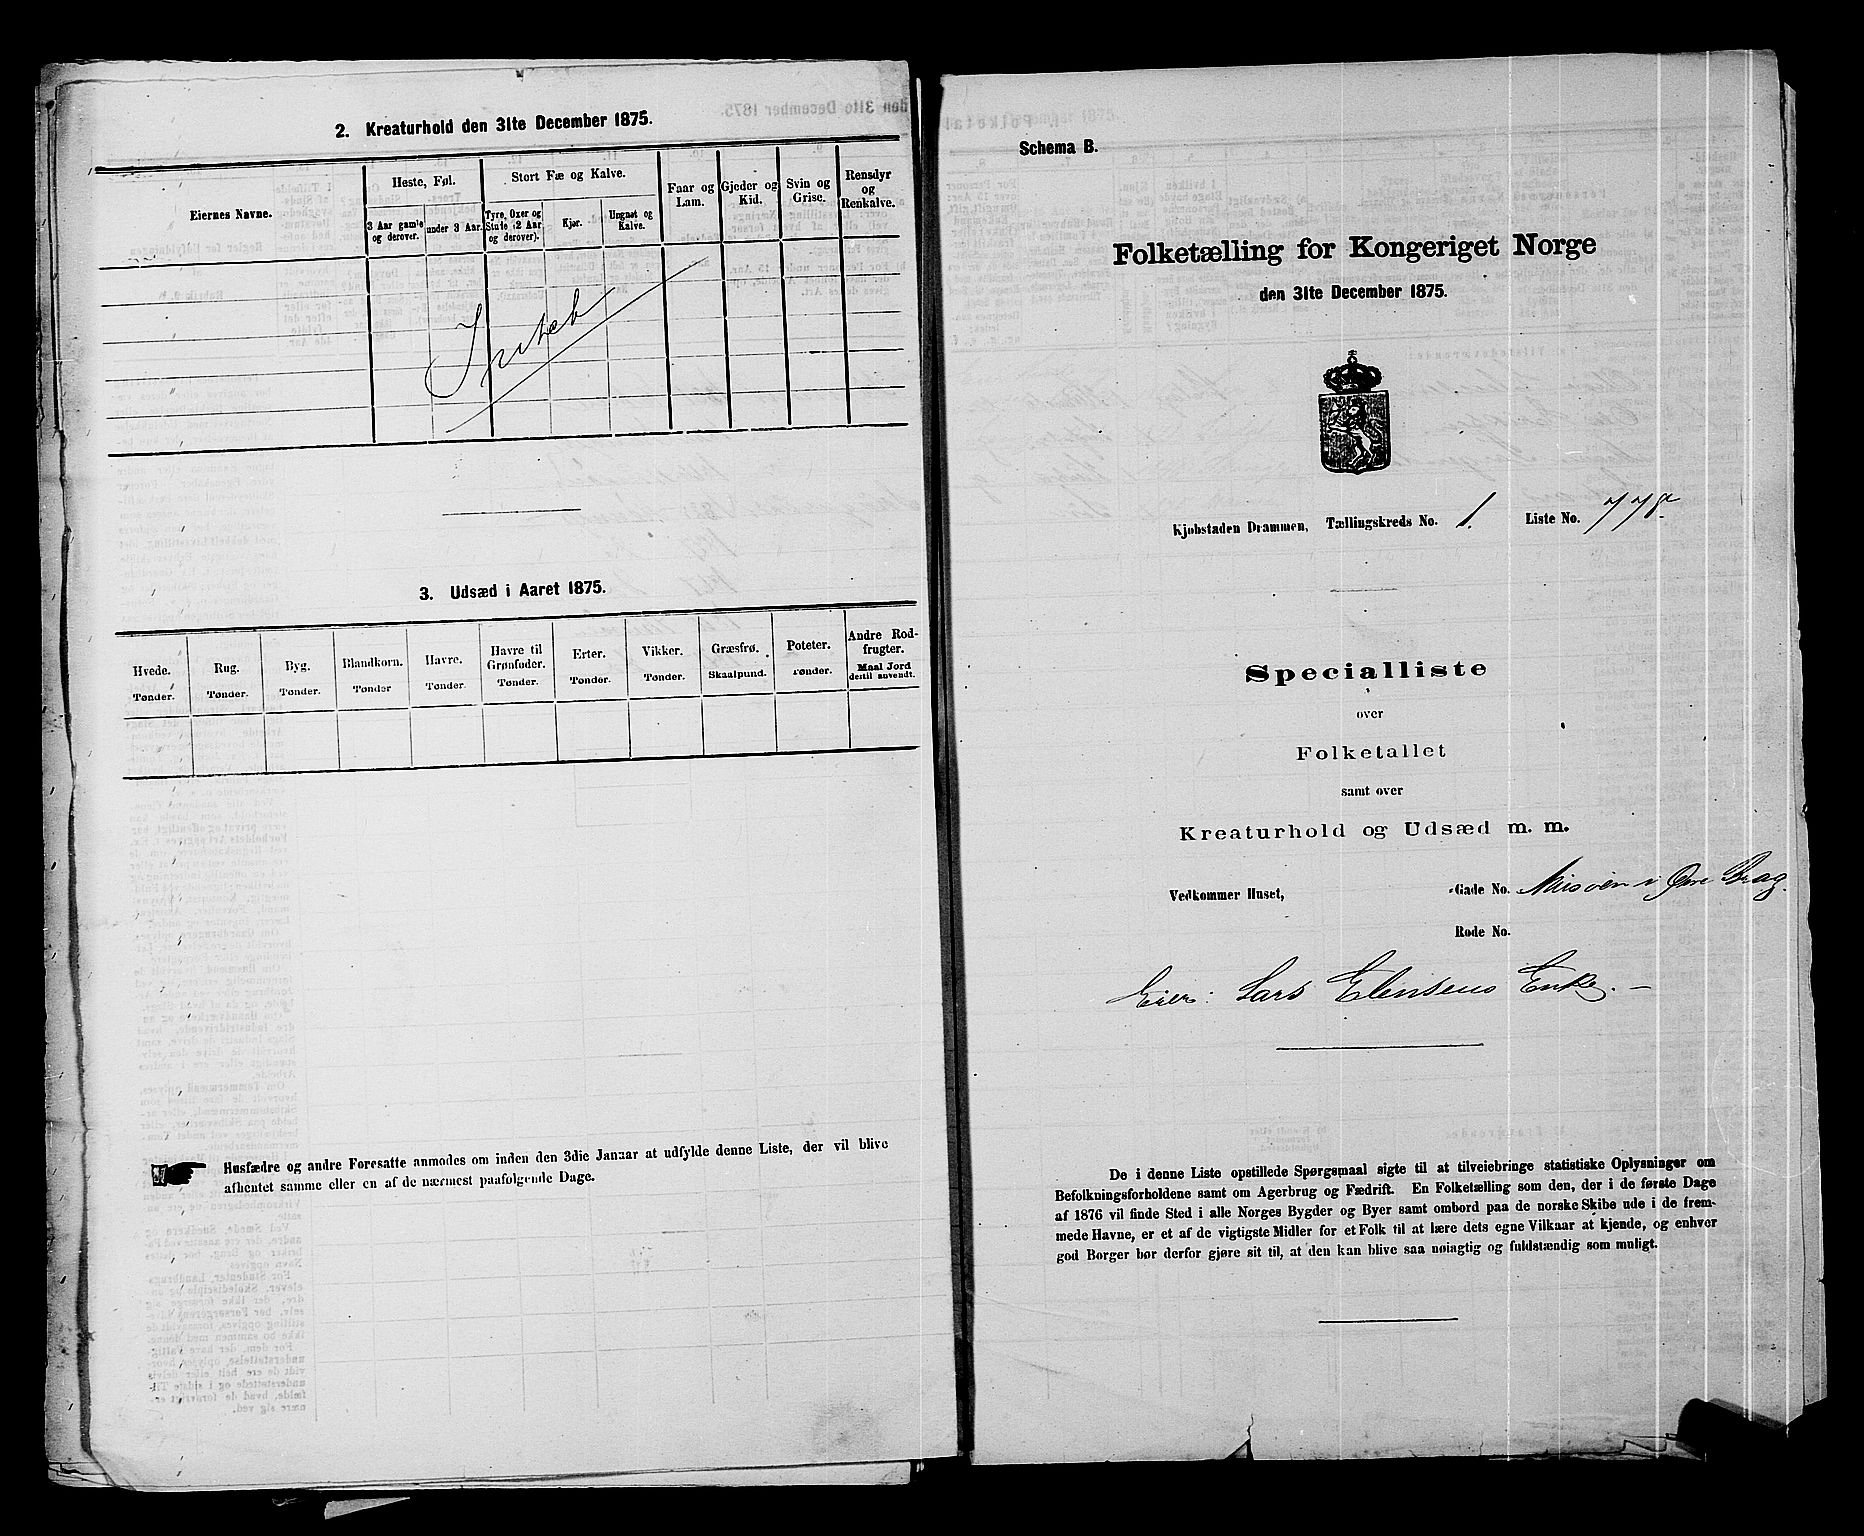 2. Kreaturhold den 31te December 1875.
Eiernes Navne.
Heste, Føl.
Stort Fæ og Kalve.
Faar og Lam.
Gjeder og Kid.
Svin og Grise.
Rensdyr og Renkalve.
3 Aar gamle og derover.
under 3 Aar.
Tyre, Oxer og Stude (2 Aar og derover).
Kjør.
Ungnøt og Kalve.
3. Udsæd i Aaret 1875.
Hvede. Tønder.
Rug. Tønder.
Byg. Tønder.
Blandkorn. Tønder
Havre. Tønder.
Havre til Grønfoder. Tønder.
Erter. Tønder.
Vikker. Tønder.
Græsfrø. Skaalpund.
Poteter. Tønder.
Andre Rodfrugter. Maal Jord dertil anvendt.
Husfædre og andre Foresatte anmodes om inden den 3die Januar at udfylde denne Liste, der vil blive
afhentet samme eller en af de nærmest paafølgende Dage.
Schema B.
Folketælling for Kongeriget Norge
den 31te December 1875.
Kjøbstaden Drammen, Tællingskreds No. 1. Liste No. 778a
Specialliste
over
Folketallet
samt over
Kreaturhold og Udsæd m. m.
Vedkommer Huset, Gade No. Øvre Brag.
Rode No.
Eier: Lars Elensens Enke. –
De i denne Liste opstillede Spørgsmaal sigte til at tilveiebringe statistiske Oplysninger om
Befolkningsforholdene samt om Agerbrug og Fædrift. En Folketælling som den, der i de første Dage
af 1876 vil finde Sted i alle Norges Bygder og Byer samt ombord paa de norske Skibe ude i de frem-
mede Havne, er et af de vigtigste Midler for et Folk til at lære dets egne Vilkaar at kjende, og enhver
god Borger bør derfor gjøre sit til, at den kan blive saa nøiagtig og fuldstændig som muligt.